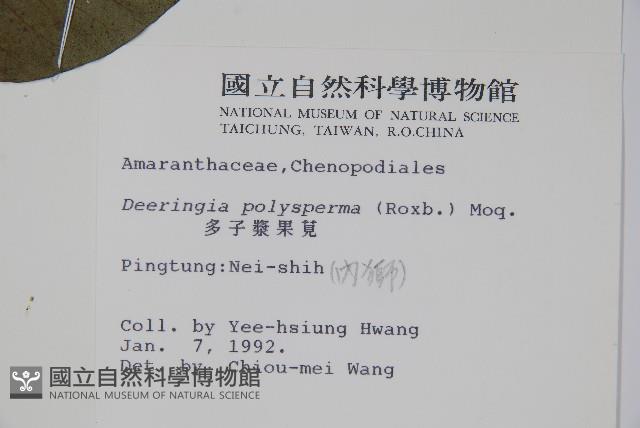 國立自然科學博物館
NATIONAL MUSEUM OF NATURAL SCIENCE
TAICHUNG, TAIWAN, R.O.CHINA
Amaranthaceae,Chenopodiales
Deeringia polysperma (Roxb.) Moq.
多子漿果莧
Pingtung:Nei-shih(內獅)
Coll. by Yee-hsiung Hwang
Jan. 7, 1992.
Det. by Chiou-mei Wang
國立自然科學博物館
NATIONAL MUSEUM OF NATURAL SCIENCE